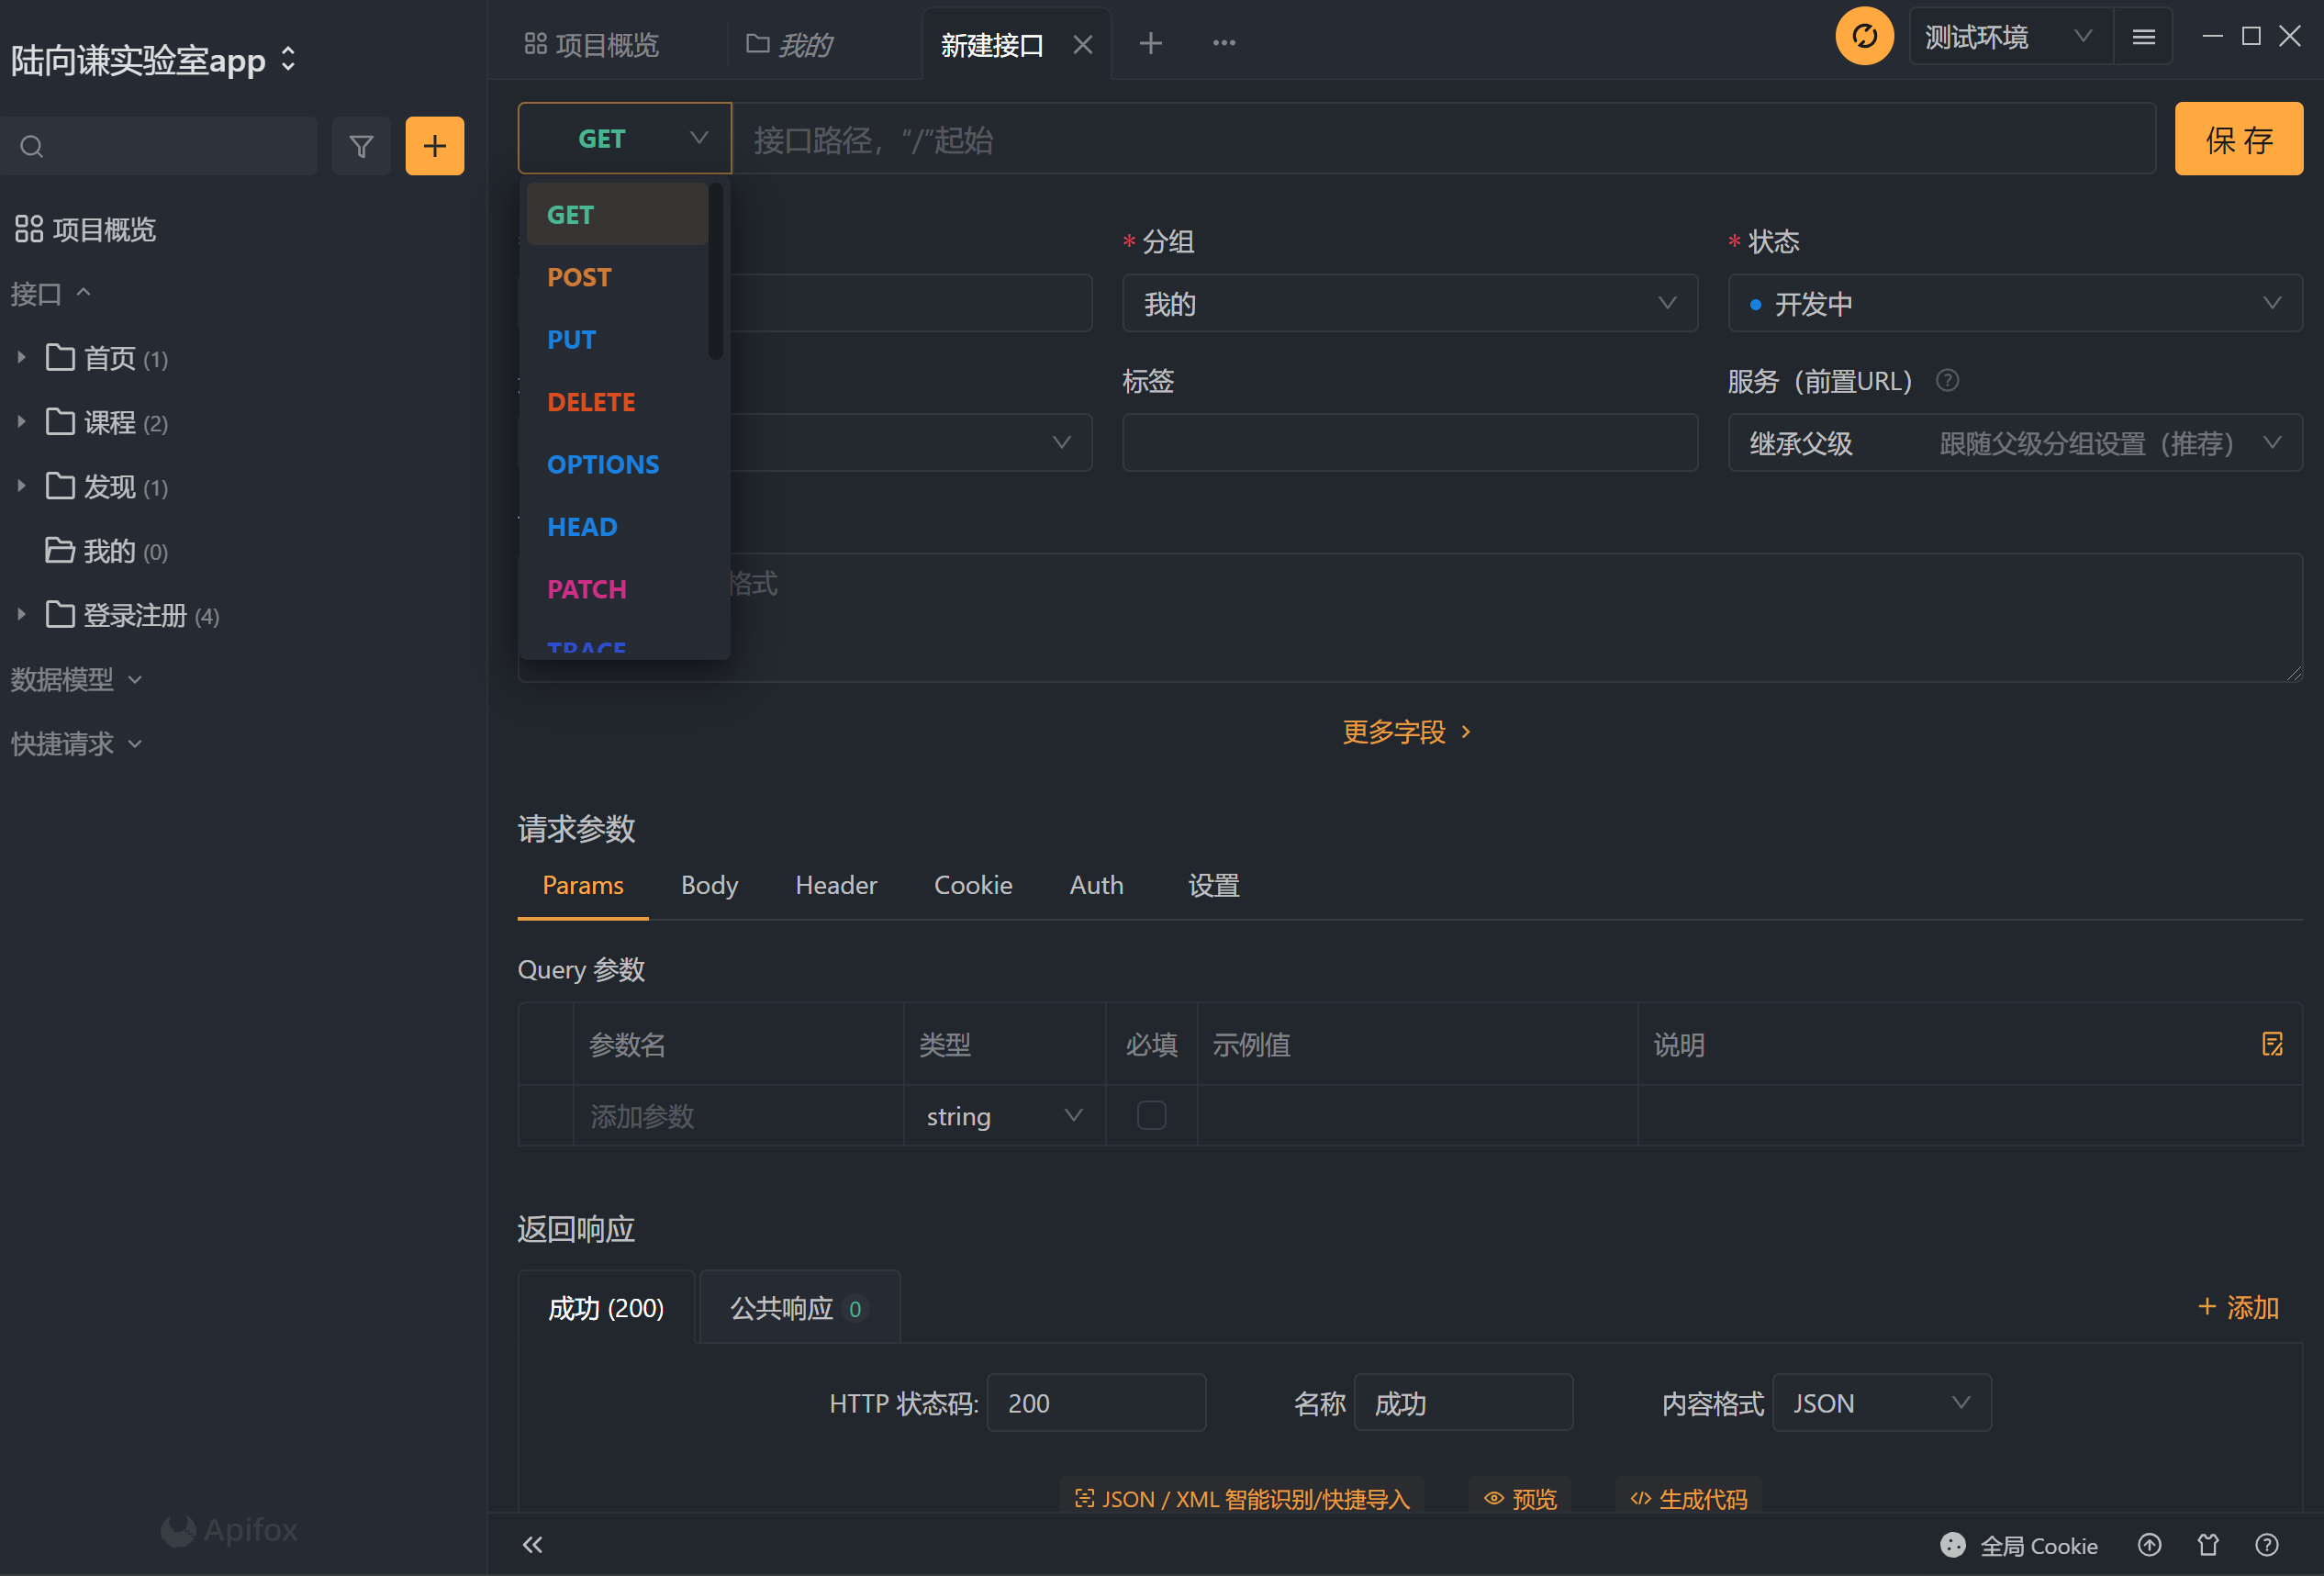 陆向谦实验室app
项目概览
接口
首页 (1)
课程 (2)
发现 (1)
我的 (0)
登录注册 (4)
数据模型
快捷请求
Apifox
项目概览
我的
新建接口
测试环境
GET
接口路径，“/”起始
保 存
GET
POST
PUT
DELETE
OPTIONS
HEAD
PATCH
TRACE
* 分组
我的
* 状态
开发中
标签
服务（前置URL）
继承父级 跟随父级分组设置（推荐）
格式
更多字段
请求参数
Params Body Header Cookie Auth 设置
Query 参数
参数名 类型 必填 示例值 说明
添加参数 string
返回响应
成功 (200) 公共响应 0
添加
HTTP 状态码: 200 名称 成功 内容格式 JSON
JSON / XML 智能识别/快捷导入 预览 生成代码
全局 Cookie